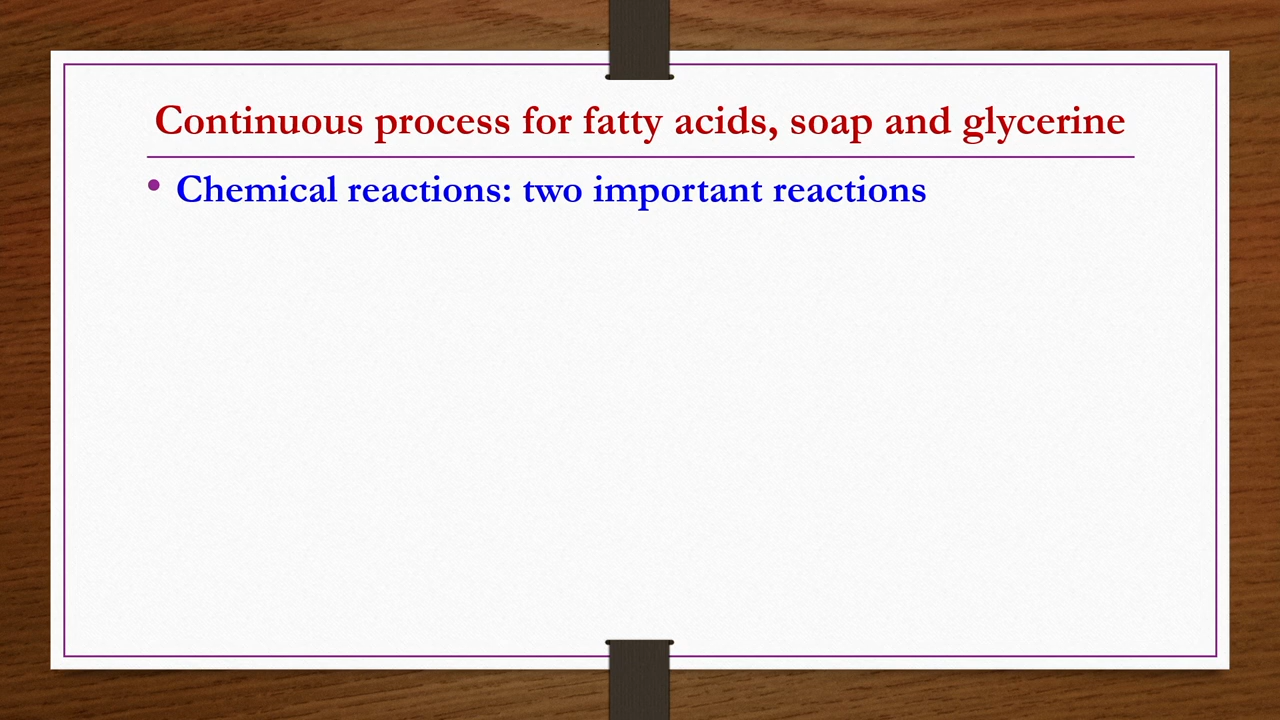 Continuous process for fatty acids, soap and glycerine
• Chemical reactions: two important reactions